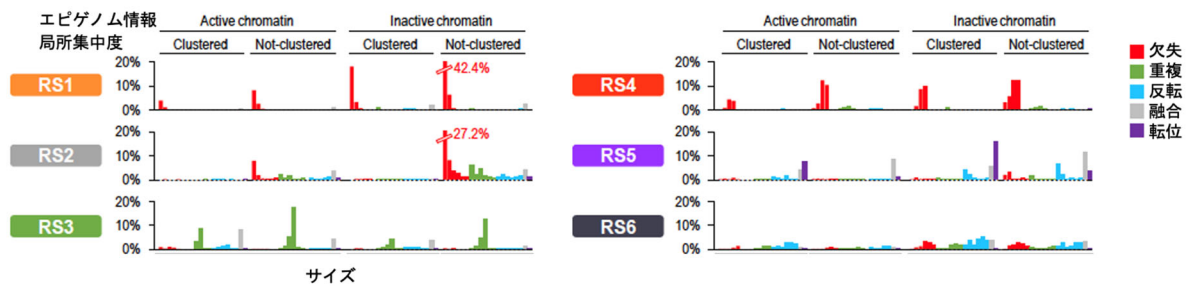 エピゲノム情報
局所集中度
Active chromatin Inactive chromatin
Clustered Not-clustered Clustered Not-clustered
Active chromatin Inactive chromatin
Clustered Not-clustered Clustered Not-clustered
RS1
20%
10%
0%
42.4%
RS4
20%
10%
0%
欠失
重複
反転
融合
転位
RS2
20%
10%
0%
27.2%
RS5
20%
10%
0%
RS3
20%
10%
0%
RS6
20%
10%
0%
サイズ